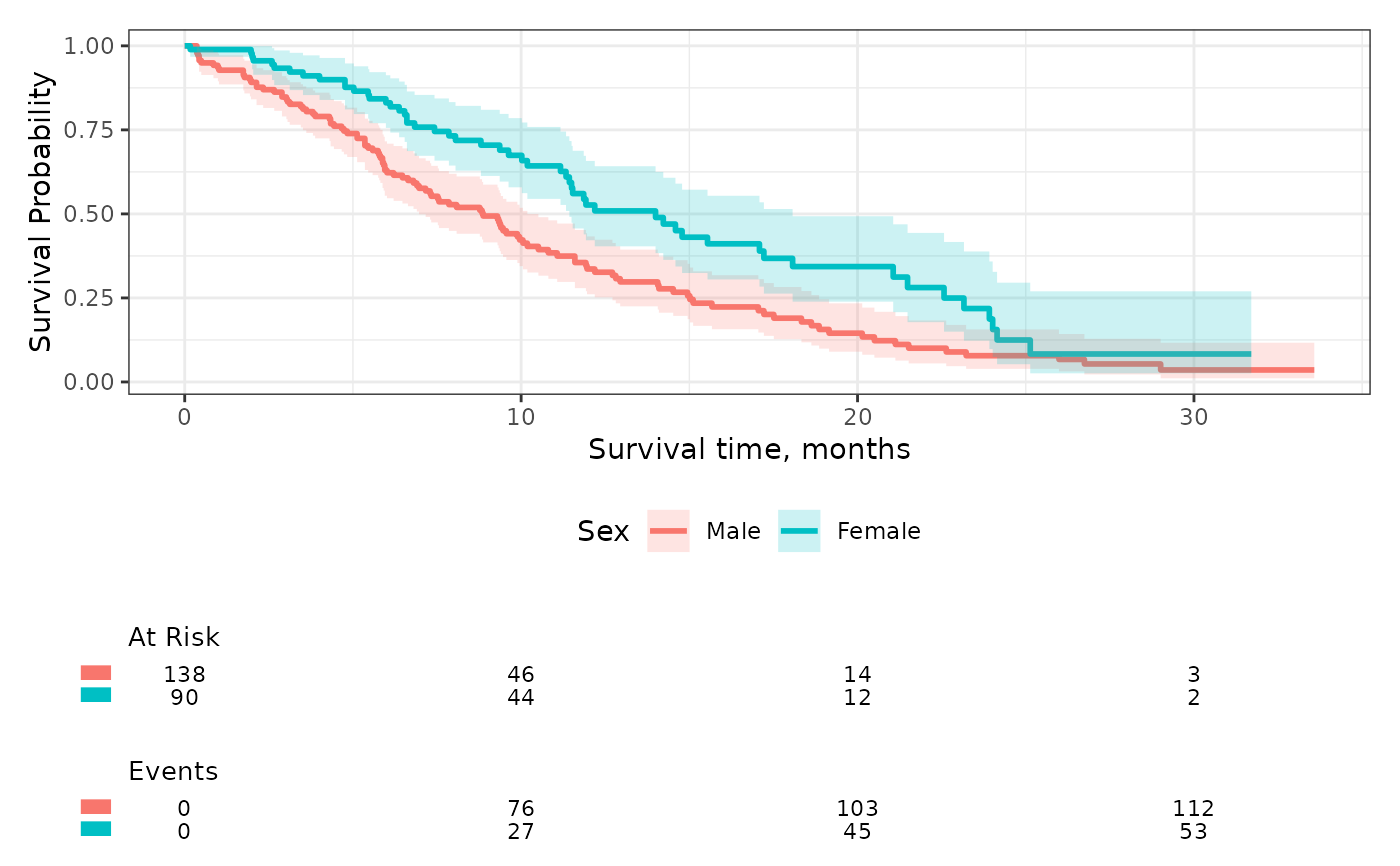 Survival Probability
1.00
0.75
0.50
0.25
0.00
0 10 20 30
Survival time, months
Sex Male Female
At Risk
138 46 14 3
90 44 12 2
Events
0 76 103 112
0 27 45 53